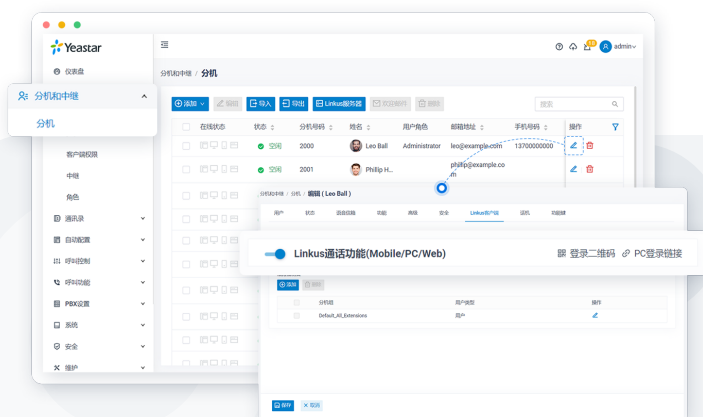 Yeastar
admin
仪表盘
分机和中继 / 分机
分机和中继
分机
添加 编辑 导入 导出 Linkus服务器 欢迎邮件 删除 搜索
在线状态 状态 分机号码 姓名 用户角色 邮箱地址 手机号码 操作
空闲 2000 Leo Ball Administrator leo@example.com 13700000000
空闲 2001 Phillip H... phillip@example.co
m
客户端权限
中继
角色
通讯录
自动配置
呼叫控制
呼叫功能
PBX设置
系统
安全
维护
分机和中继 / 分机 / 编辑 ( Leo Ball )
用户 状态 语音信箱 功能 高级 安全 Linkus客户端 话机 功能键
Linkus通话功能(Mobile/PC/Web) 登录二维码 PC登录链接
添加 删除
分机组 用户类型 操作
Default_All_Extensions 用户
保存 取消